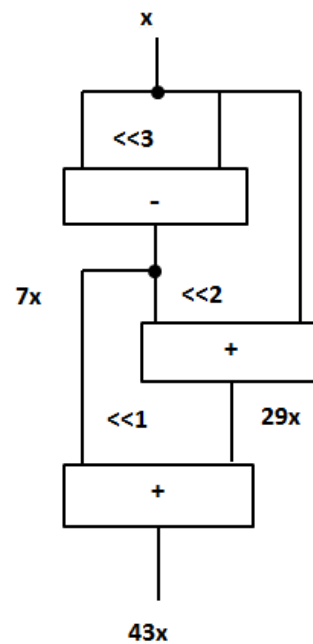 x
<<3
-
7x
<<2
+
<<1
29x
+
43x